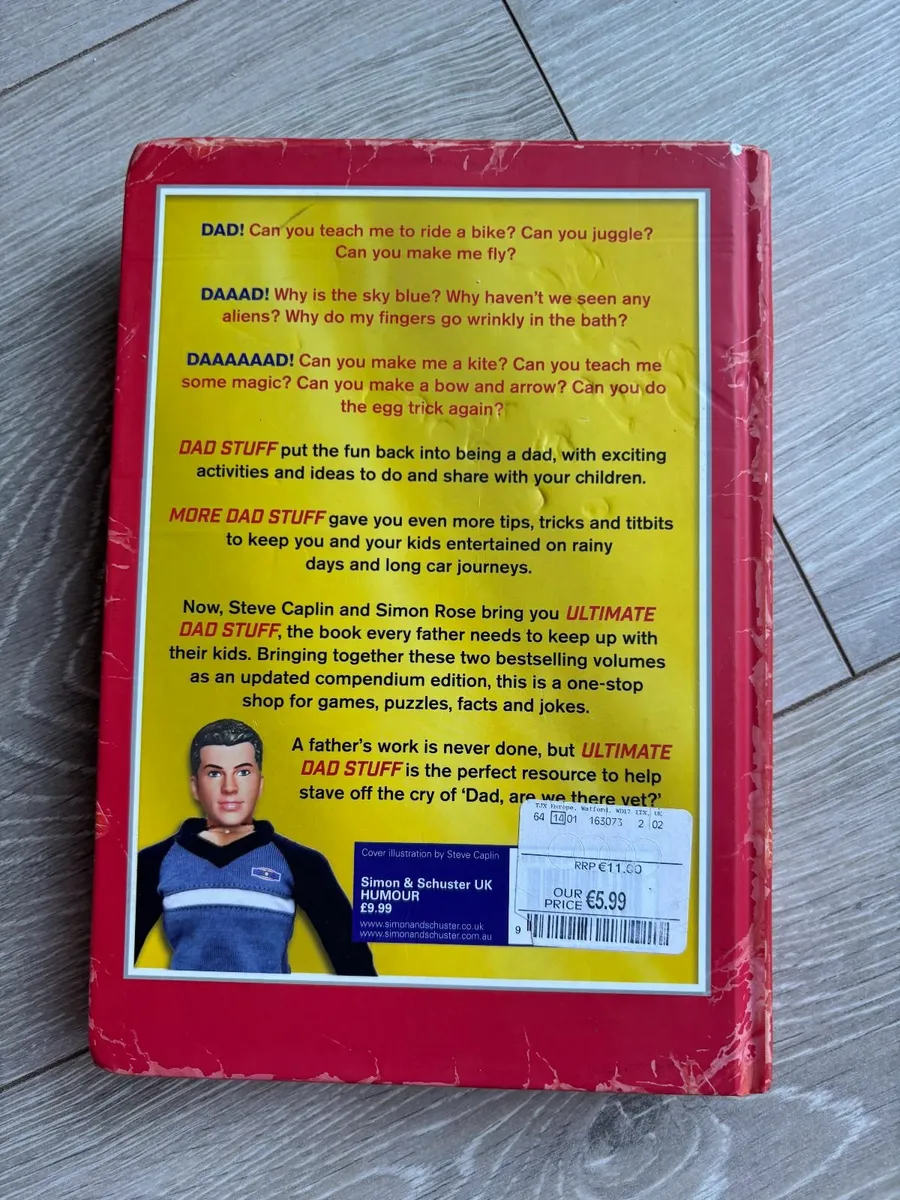 DAD! Can you teach me to ride a bike? Can you juggle?
Can you make me fly?
DAAAD! Why is the sky blue? Why haven't we seen any
aliens? Why do my fingers go wrinkly in the bath?
DAAAAAAD! Can you make me a kite? Can you teach me
some magic? Can you make a bow and arrow? Can you do
the egg trick again?
DAD STUFF put the fun back into being a dad, with exciting
activities and ideas to do and share with your children.
MORE DAD STUFF gave you even more tips, tricks and titbits
to keep you and your kids entertained on rainy
days and long car journeys.
Now, Steve Caplin and Simon Rose bring you ULTIMATE
DAD STUFF, the book every father needs to keep up with
their kids. Bringing together these two bestselling volumes
as an updated compendium edition, this is a one-stop
shop for games, puzzles, facts and jokes.
A father's work is never done, but ULTIMATE
DAD STUFF is the perfect resource to help
stave off the cry of 'Dad, are we there yet?'
Cover illustration by Steve Caplin
Simon & Schuster UK
HUMOUR
£9.99
www.simonandschuster.co.uk
www.simonandschuster.com.au
TJX Europe, Watford, WD17 1TX, UK
64 14 01 163073 2 02
RRP €11.00
OUR
PRICE €5.99
9